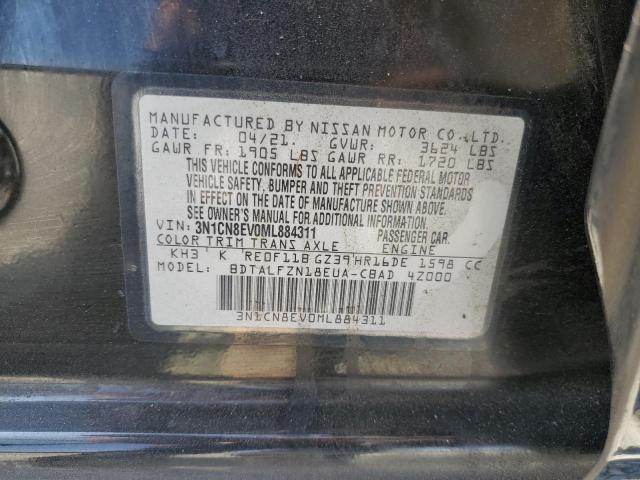 MANUFACTURED BY NISSAN MOTOR CO.,LTD.
DATE: 04/21. GVWR: 3624 LBS
GAWR FR: 1905 LBS GAWR RR: 1720 LBS
THIS VEHICLE CONFORMS TO ALL APPLICABLE FEDERAL MOTOR
VEHICLE SAFETY, BUMPER AND THEFT PREVENTION STANDARDS
IN EFFECT ON THE DATE OF MANUFACTURE SHOWN ABOVE.
SEE OWNER'S MANUAL FOR ADDITIONAL INFORMATION.
VIN: 3N1CN8EV0ML884311 PASSENGER CAR.
COLOR TRIM TRANS AXLE ENGINE
KH3 K RE0F11B GZ39 HR16DE 1598 CC
MODEL: BDTALFZN18EUA-CBAD 4Z000
3N1CN8EV0ML884311